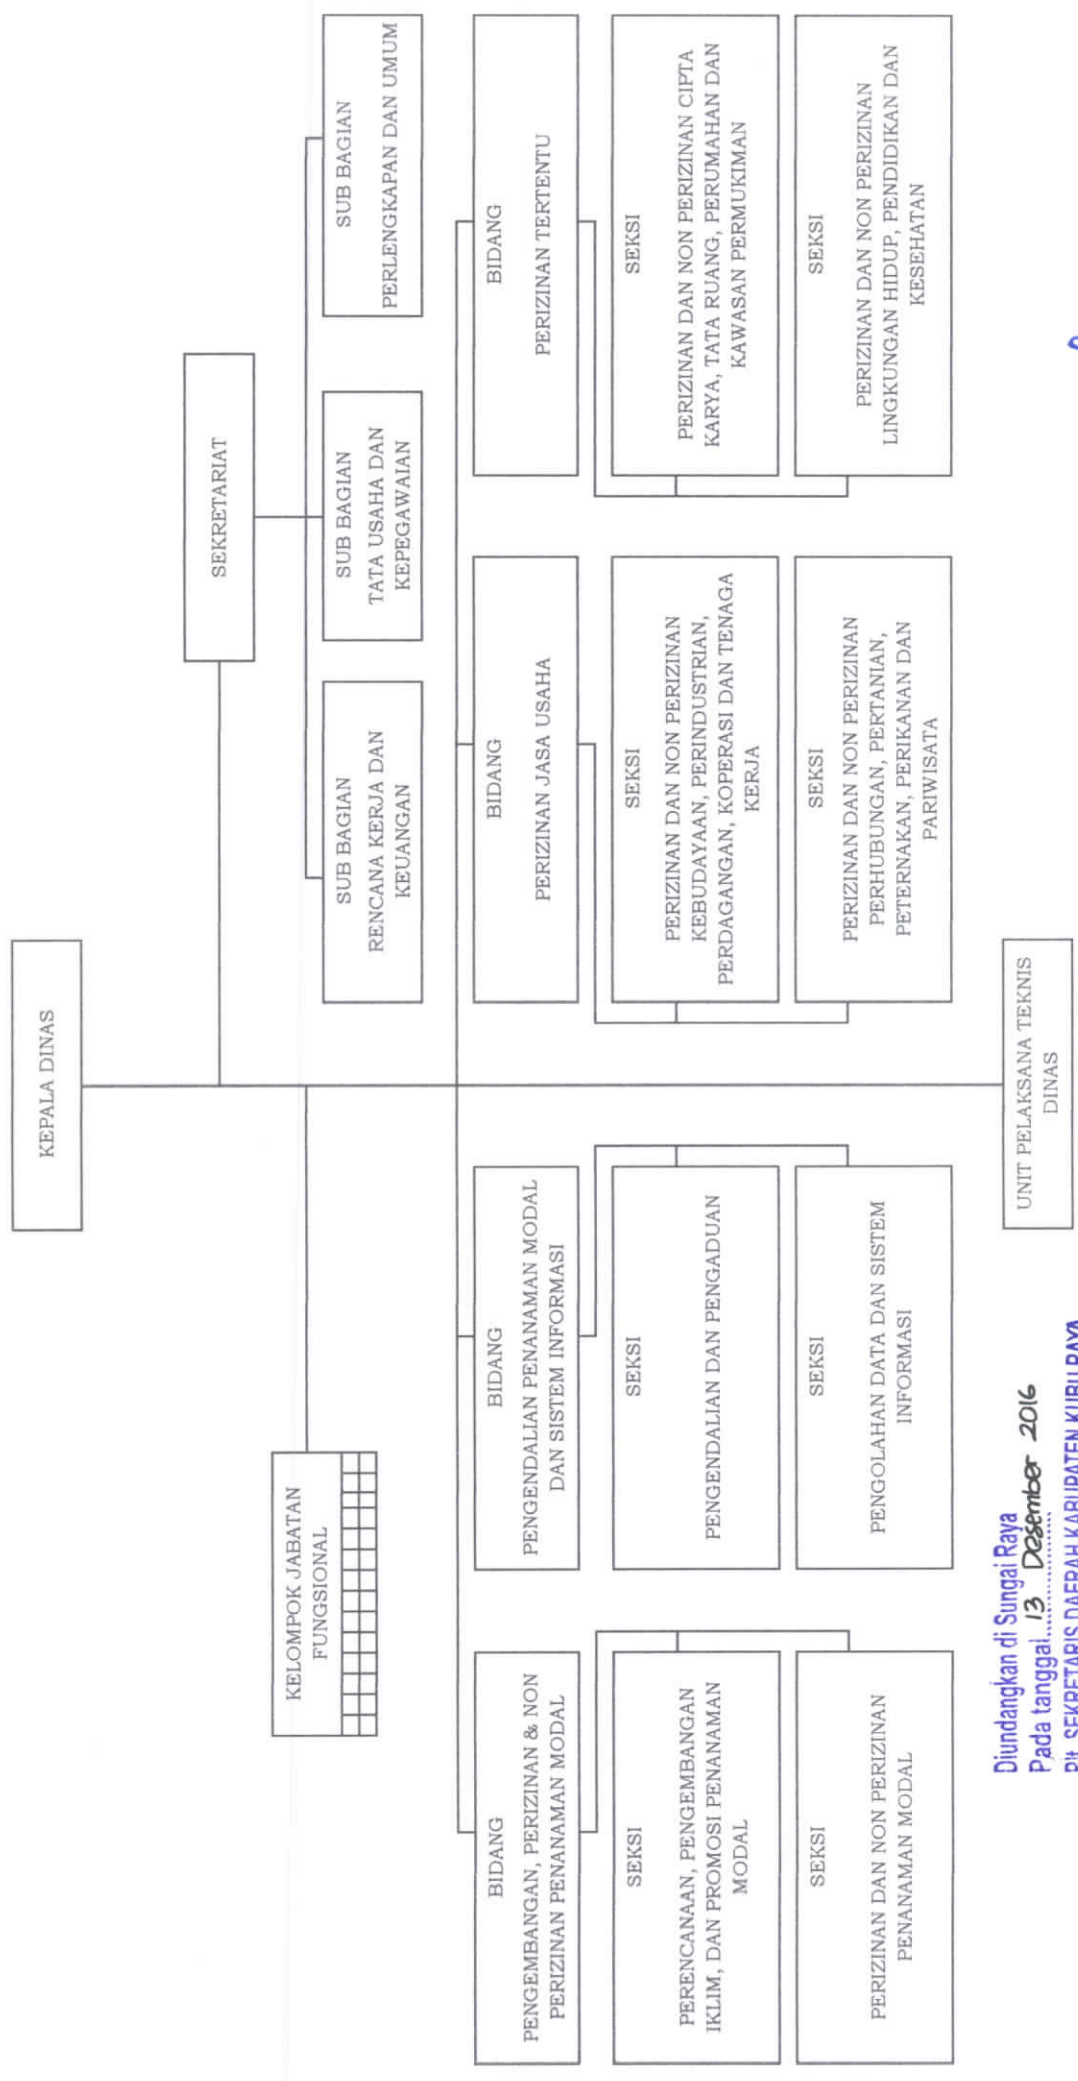 KEPALA DINAS
SEKRETARIAT
KELOMPOK JABATAN
FUNGSIONAL
SUB BAGIAN
RENCANA KERJA DAN
KEUANGAN
SUB BAGIAN
TATA USAHA DAN
KEPEGAWAIAN
SUB BAGIAN
PERLENGKAPAN DAN UMUM
BIDANG
PENGEMBANGAN, PERIZINAN & NON
PERIZINAN PENANAMAN MODAL
BIDANG
PENGENDALIAN PENANAMAN MODAL
DAN SISTEM INFORMASI
BIDANG
PERIZINAN JASA USAHA
BIDANG
PERIZINAN TERTENTU
SEKSI
PERENCANAAN, PENGEMBANGAN
IKLIM, DAN PROMOSI PENANAMAN
MODAL
SEKSI
PENGENDALIAN DAN PENGADUAN
SEKSI
PERIZINAN DAN NON PERIZINAN
KEBUDAYAAN, PERINDUSTRIAN,
PERDAGANGAN, KOPERASI DAN TENAGA
KERJA
SEKSI
PERIZINAN DAN NON PERIZINAN CIPTA
KARYA, TATA RUANG, PERUMAHAN DAN
KAWASAN PERMUKIMAN
SEKSI
PERIZINAN DAN NON PERIZINAN
PENANAMAN MODAL
SEKSI
PENGOLAHAN DATA DAN SISTEM
INFORMASI
SEKSI
PERIZINAN DAN NON PERIZINAN
PERHUBUNGAN, PERTANIAN,
PETERNAKAN, PERIKANAN DAN
PARIWISATA
SEKSI
PERIZINAN DAN NON PERIZINAN
LINGKUNGAN HIDUP, PENDIDIKAN DAN
KESEHATAN
UNIT PELAKSANA TEKNIS
DINAS
Diundangkan di Sungai Raya
Pada tanggal...13 Desember 2016
Plt. SEKRETARIS DAERAH KABUPATEN KUBU RAYA